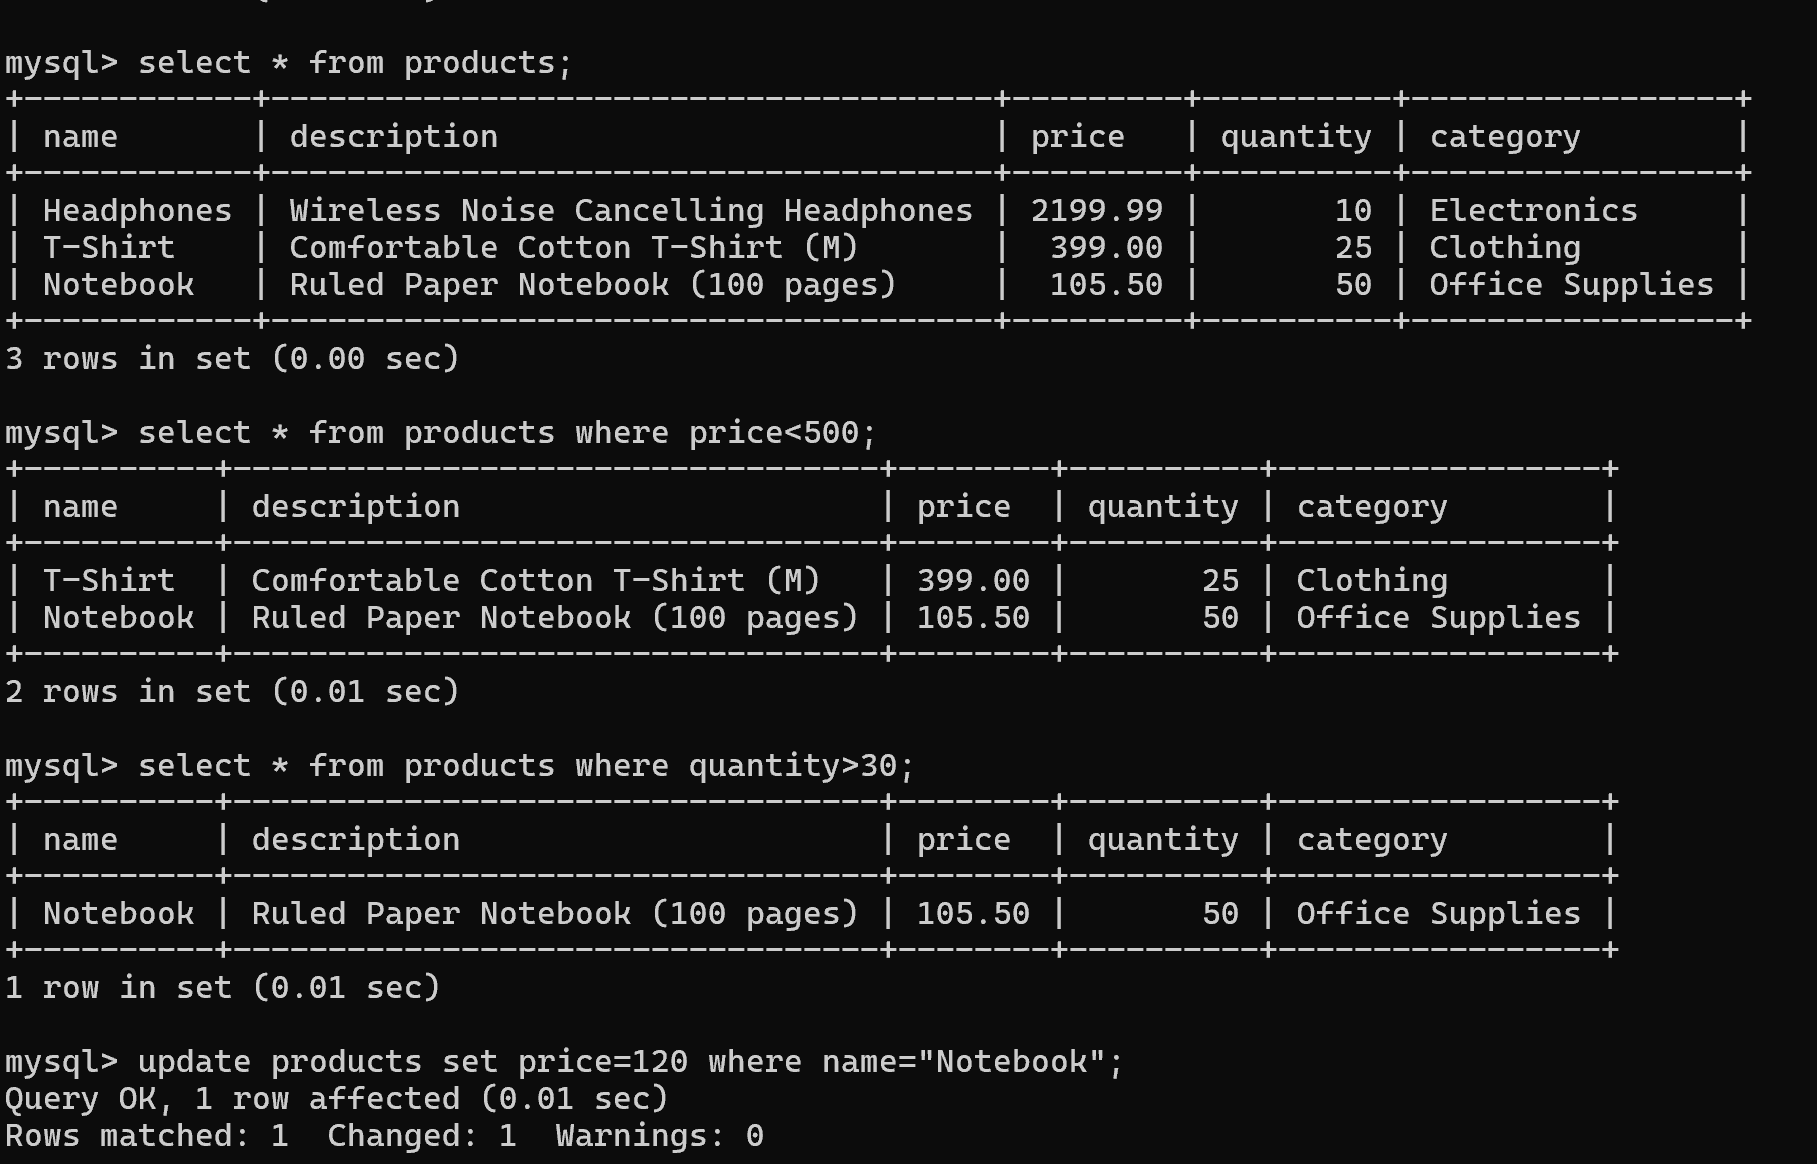 mysql> select * from products;
+------------+--------------------------------------+---------+----------+-----------------+
| name       | description                          | price   | quantity | category        |
+------------+--------------------------------------+---------+----------+-----------------+
| Headphones | Wireless Noise Cancelling Headphones | 2199.99 |       10 | Electronics     |
| T-Shirt    | Comfortable Cotton T-Shirt (M)       |  399.00 |       25 | Clothing        |
| Notebook   | Ruled Paper Notebook (100 pages)     |  105.50 |       50 | Office Supplies |
+------------+--------------------------------------+---------+----------+-----------------+
3 rows in set (0.00 sec)
mysql> select * from products where price<500;
+----------+----------------------------------+--------+----------+-----------------+
| name     | description                      | price  | quantity | category        |
+----------+----------------------------------+--------+----------+-----------------+
| T-Shirt  | Comfortable Cotton T-Shirt (M)   | 399.00 |       25 | Clothing        |
| Notebook | Ruled Paper Notebook (100 pages) | 105.50 |       50 | Office Supplies |
+----------+----------------------------------+--------+----------+-----------------+
2 rows in set (0.01 sec)
mysql> select * from products where quantity>30;
+----------+----------------------------------+--------+----------+-----------------+
| name     | description                      | price  | quantity | category        |
+----------+----------------------------------+--------+----------+-----------------+
| Notebook | Ruled Paper Notebook (100 pages) | 105.50 |       50 | Office Supplies |
+----------+----------------------------------+--------+----------+-----------------+
1 row in set (0.01 sec)
mysql> update products set price=120 where name="Notebook";
Query OK, 1 row affected (0.01 sec)
Rows matched: 1  Changed: 1  Warnings: 0